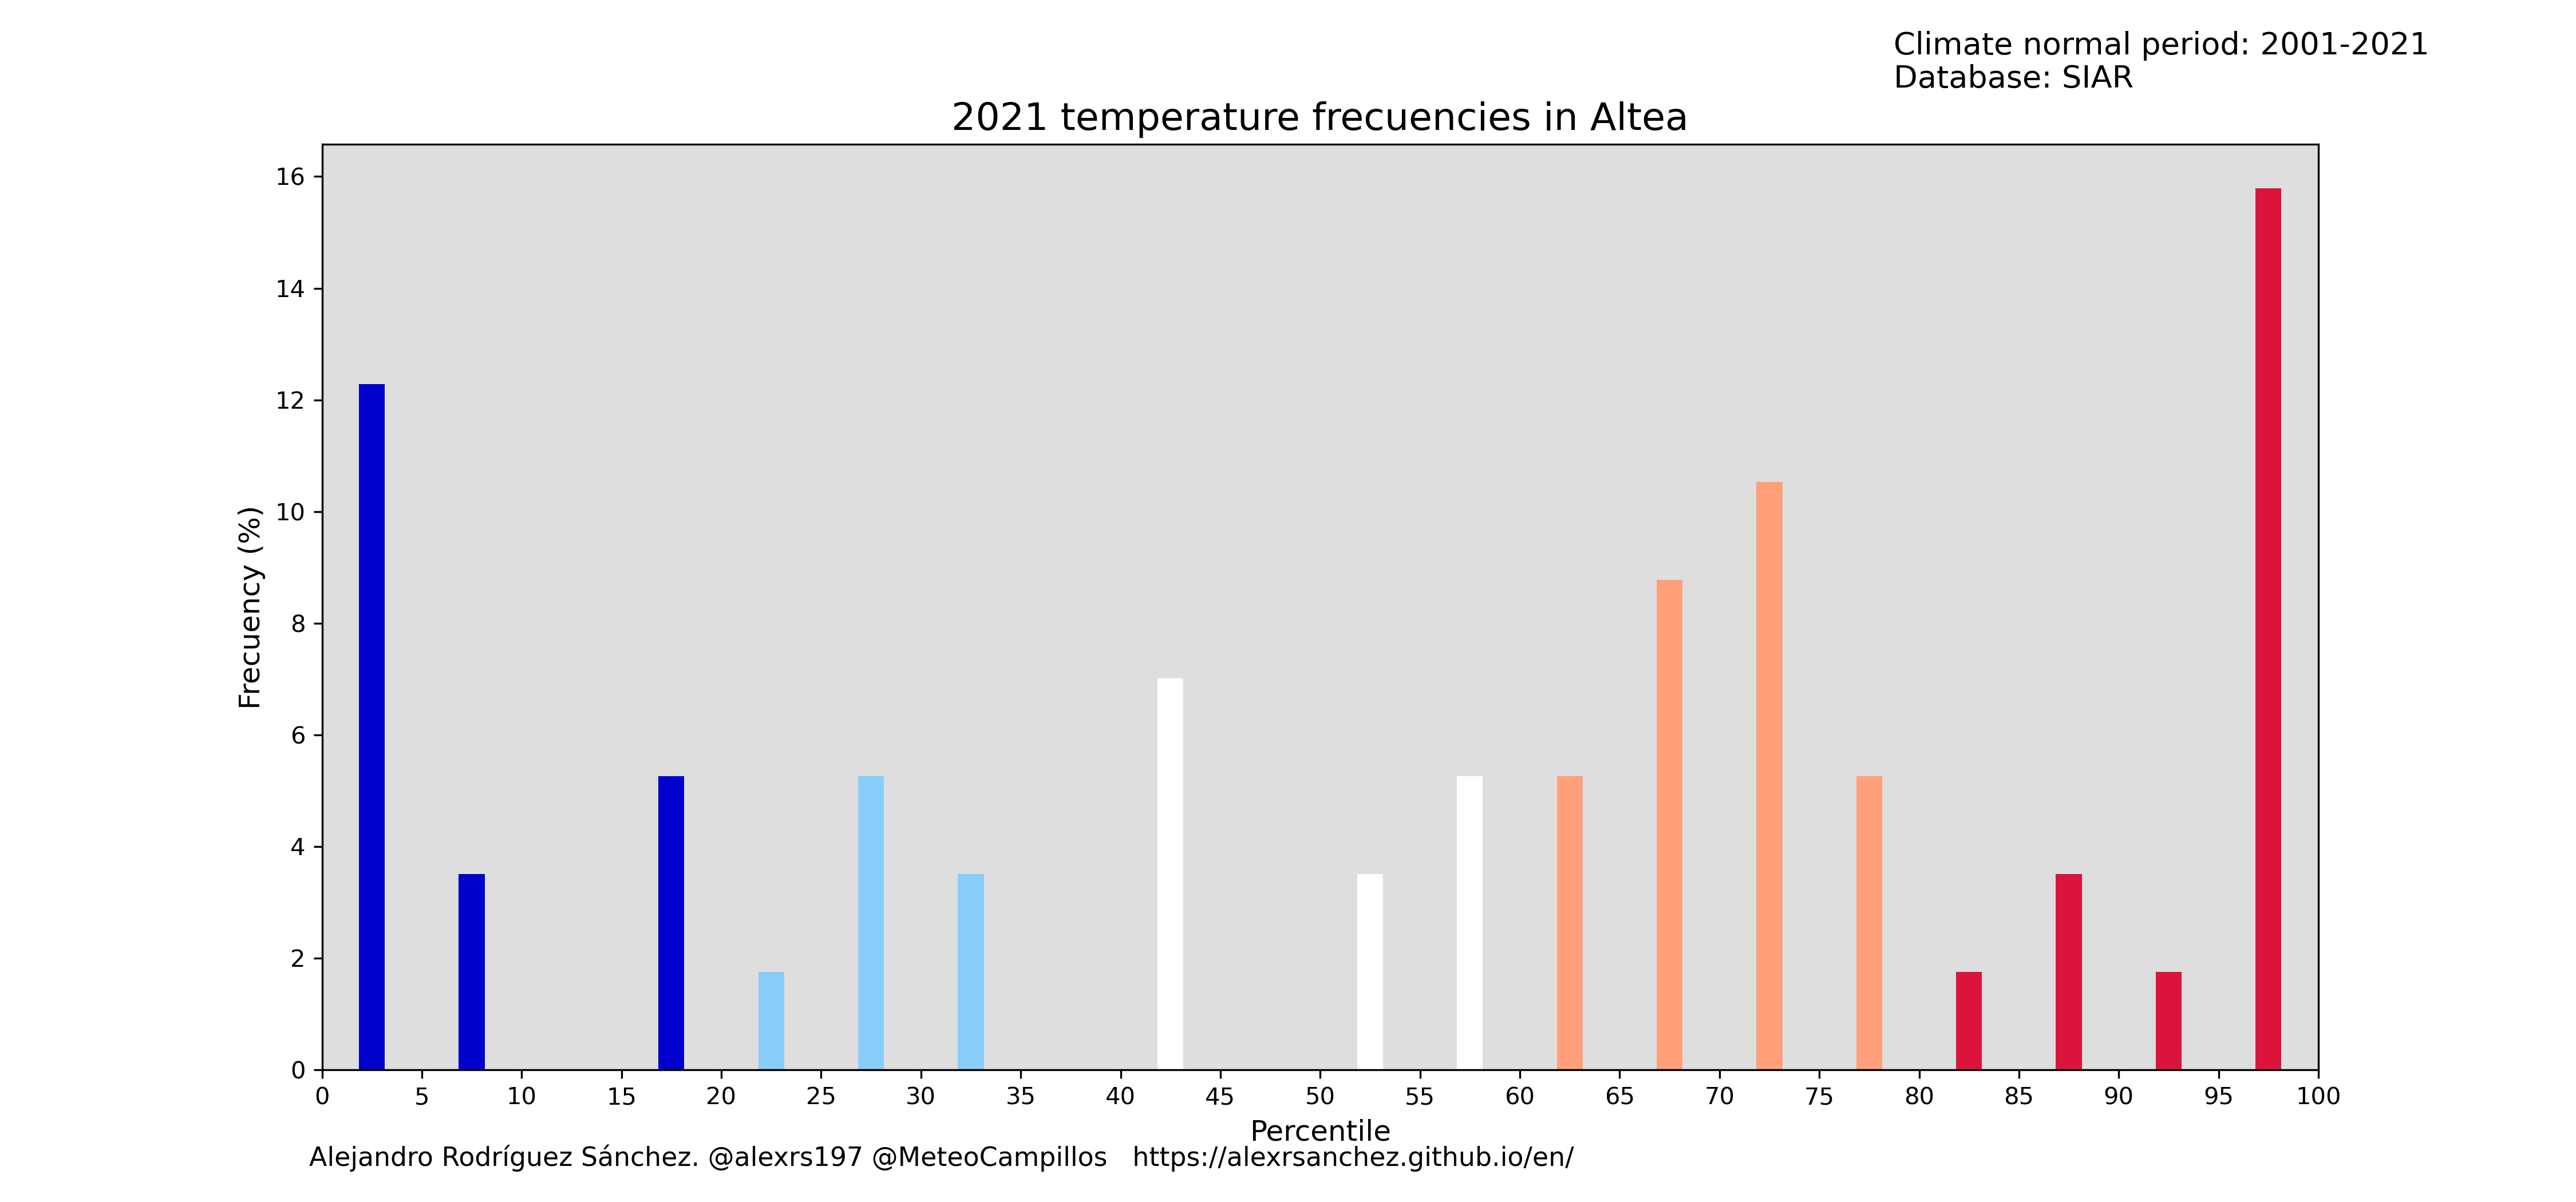 Climate normal period: 2001-2021
Database: SIAR
2021 temperature frecuencies in Altea
Frecuency (%)
16
14
12
10
8
6
4
2
0
0 5 10 15 20 25 30 35 40 45 50 55 60 65 70 75 80 85 90 95 100
Percentile
Alejandro Rodríguez Sánchez. @alexrs197 @MeteoCampillos https://alexrsanchez.github.io/en/